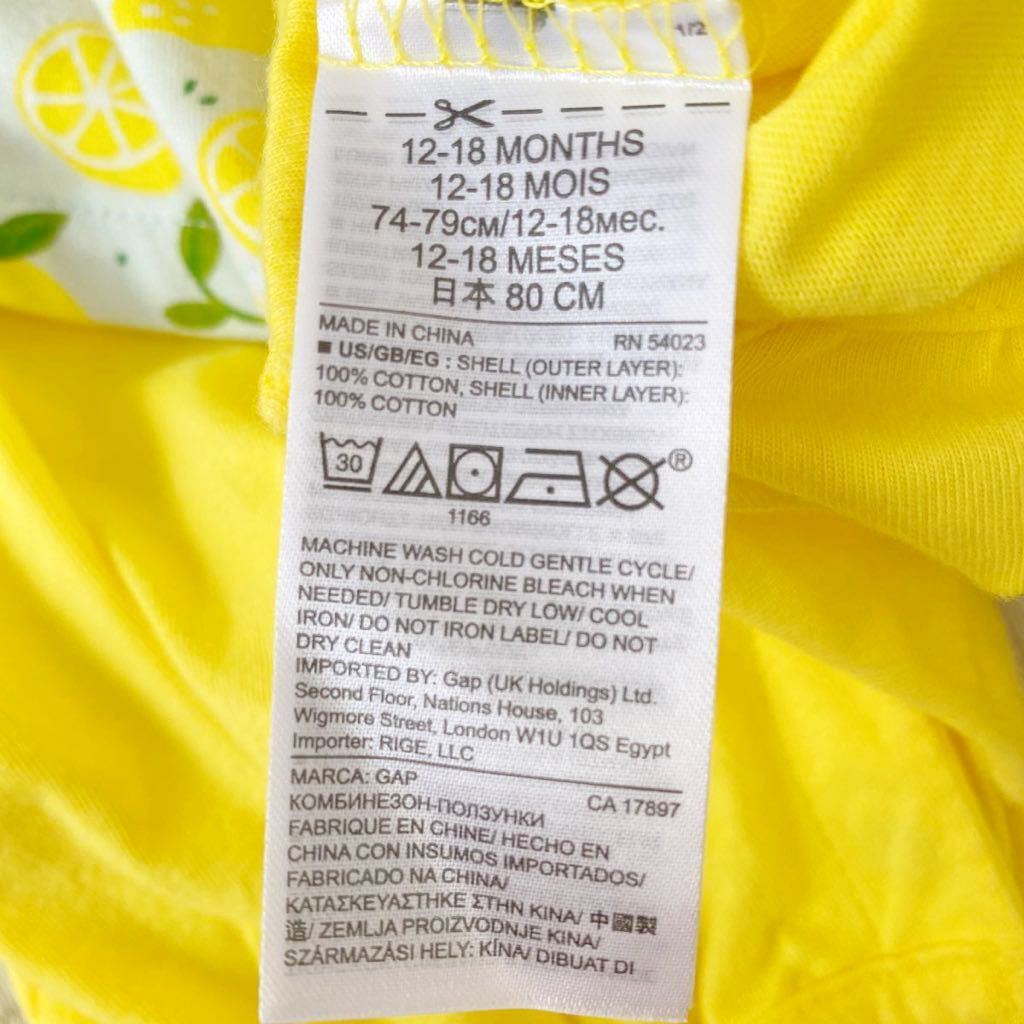 1/2
12-18 MONTHS
12-18 MOIS
74-79см/12-18мес.
12-18 MESES
日本 80 CM
MADE IN CHINA RN 54023
■ US/GB/EG : SHELL (OUTER LAYER):
100% COTTON, SHELL (INNER LAYER):
100% COTTON
30 ®
1166
MACHINE WASH COLD GENTLE CYCLE/
ONLY NON-CHLORINE BLEACH WHEN
NEEDED/ TUMBLE DRY LOW/ COOL
IRON/ DO NOT IRON LABEL/ DO NOT
DRY CLEAN
IMPORTED BY: Gap (UK Holdings) Ltd.
Second Floor, Nations House, 103
Wigmore Street, London W1U 1QS Egypt
Importer: RIGE, LLC
MARCA: GAP CA 17897
КОМБИНЕЗОН-ПОЛЗУНКИ
FABRIQUE EN CHINE/ HECHO EN
CHINA CON INSUMOS IMPORTADOS/
FABRICADO NA CHINA/
ΚΑΤΑΣΚΕΥΑΣΤΗΚΕ ΣΤΗΝ ΚΙΝΑ/ 中國製
造/ ZEMLJA PROIZVODNJE KINA/
SZÁRMAZÁSI HELY: KÍNA/ DIBUAT DI